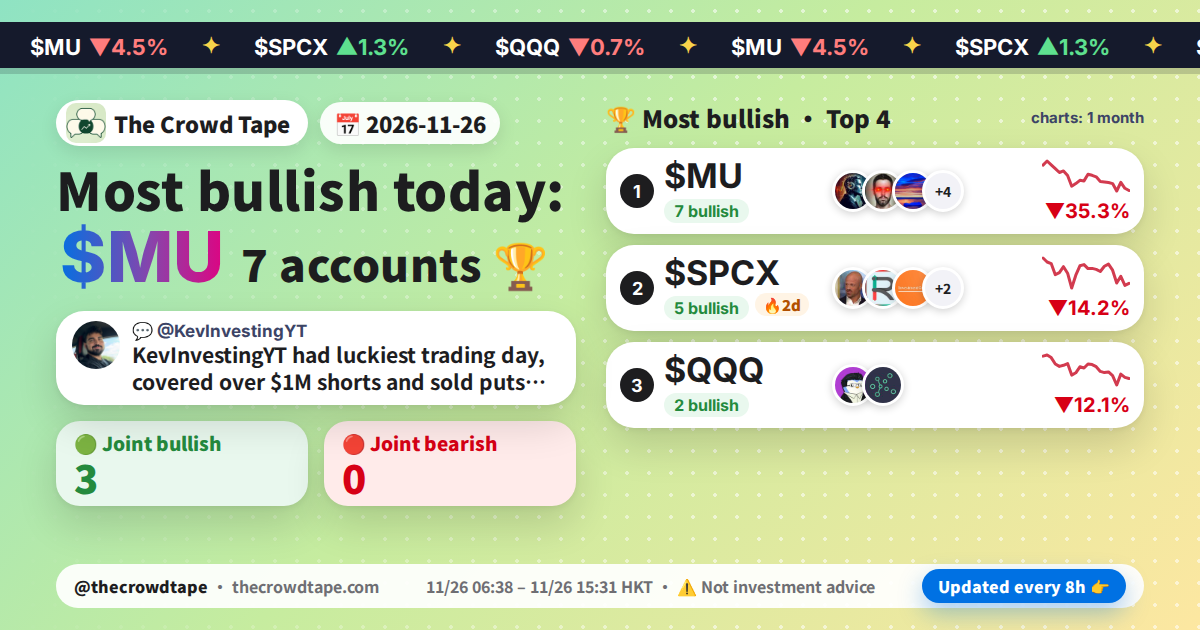 $MU ▼4.5% ✦ $SPCX ▲1.3% ✦ $QQQ ▼0.7% ✦ $MU ▼4.5% ✦ $SPCX ▲1.3% ✦
The Crowd Tape
📅 2026-11-26
Most bullish today:
$MU 7 accounts 🏆
💬 @KevInvestingYT
KevInvestingYT had luckiest trading day,
covered over $1M shorts and sold puts…
🟢 Joint bullish
3
🔴 Joint bearish
0
🏆 Most bullish • Top 4
charts: 1 month
1
$MU
7 bullish
+4
▼35.3%
2
$SPCX
5 bullish
🔥2d
+2
▼14.2%
3
$QQQ
2 bullish
▼12.1%
@thecrowdtape • thecrowdtape.com
11/26 06:38 – 11/26 15:31 HKT • ⚠️ Not investment advice
Updated every 8h 👉